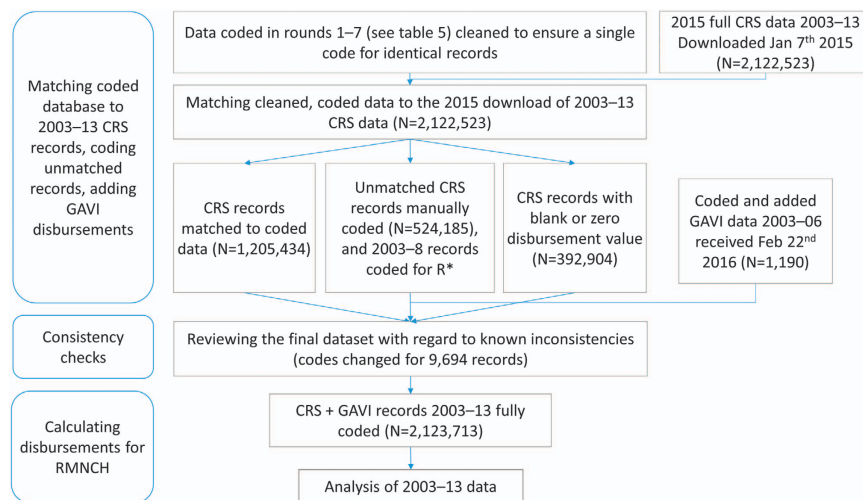 Data coded in rounds 1–7 (see table 5) cleaned to ensure a single
code for identical records
2015 full CRS data 2003–13
Downloaded Jan 7th 2015
(N=2,122,523)
Matching coded
database to
2003–13 CRS
records, coding
unmatched
records, adding
GAVI
disbursements
Matching cleaned, coded data to the 2015 download of 2003–13
CRS data (N=2,122,523)
CRS records
matched to coded
data (N=1,205,434)
Unmatched CRS
records manually
coded (N=524,185),
and 2003–8 records
coded for R*
CRS records with
blank or zero
disbursement value
(N=392,904)
Coded and added
GAVI data 2003–06
received Feb 22nd
2016 (N=1,190)
Consistency
checks
Reviewing the final dataset with regard to known inconsistencies
(codes changed for 9,694 records)
Calculating
disbursements for
RMNCH
CRS + GAVI records 2003–13 fully
coded (N=2,123,713)
Analysis of 2003–13 data